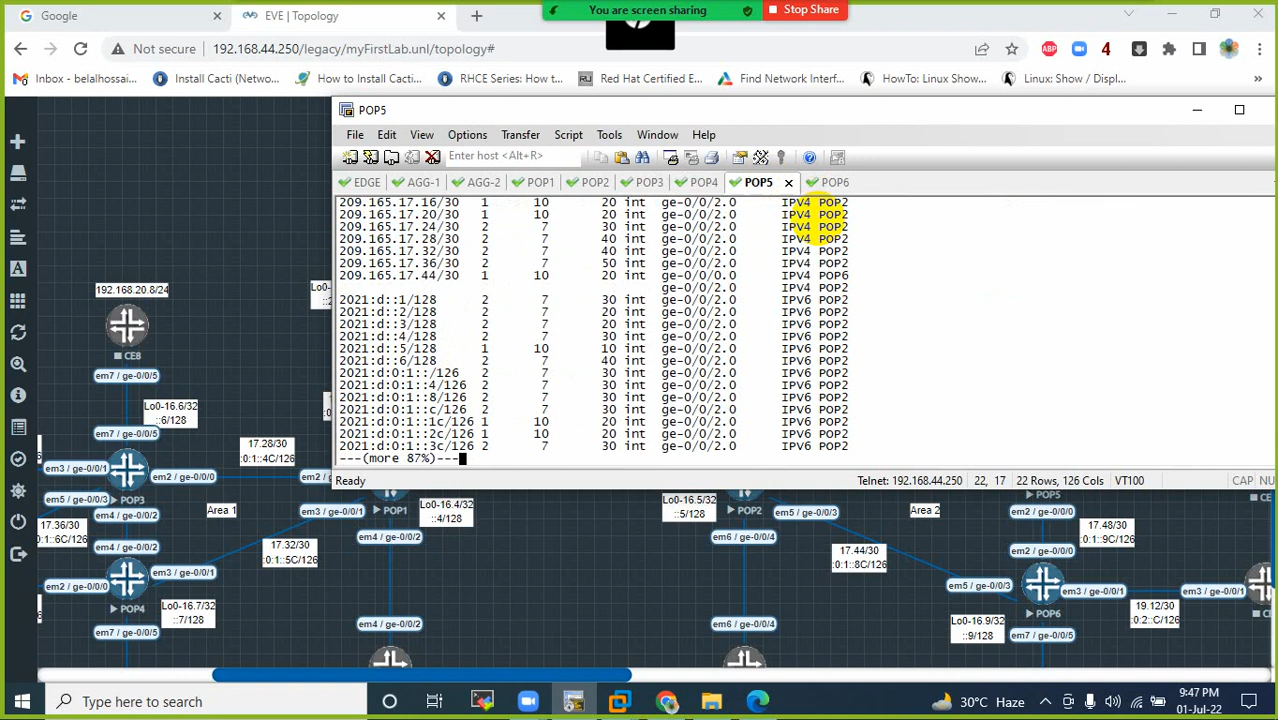 You are screen sharing
Stop Share
Google
EVE | Topology
Not secure
192.168.44.250/legacy/myFirstLab.unl/topology#
ABP
4
Inbox - belalhossai...
Install Cacti (Netwo...
How to Install Cacti...
RHCE Series: How t...
RU
Red Hat Certified E...
Find Network Interf...
HowTo: Linux Show...
Linux: Show / Displ...
»
POP5
File Edit View Options Transfer Script Tools Window Help
Enter host <Alt+R>
EDGE AGG-1 AGG-2 POP1 POP2 POP3 POP4 POP5 POP6
209.165.17.16/30 1 10 20 int ge-0/0/2.0 IPV4 POP2
209.165.17.20/30 1 10 20 int ge-0/0/2.0 IPV4 POP2
209.165.17.24/30 2 7 30 int ge-0/0/2.0 IPV4 POP2
209.165.17.28/30 2 7 40 int ge-0/0/2.0 IPV4 POP2
209.165.17.32/30 2 7 40 int ge-0/0/2.0 IPV4 POP2
209.165.17.36/30 2 7 50 int ge-0/0/2.0 IPV4 POP2
209.165.17.44/30 1 10 20 int ge-0/0/0.0 IPV4 POP6
ge-0/0/2.0 IPV4 POP2
2021:d::1/128 2 7 30 int ge-0/0/2.0 IPV6 POP2
2021:d::2/128 2 7 20 int ge-0/0/2.0 IPV6 POP2
2021:d::3/128 2 7 20 int ge-0/0/2.0 IPV6 POP2
2021:d::4/128 2 7 30 int ge-0/0/2.0 IPV6 POP2
2021:d::5/128 1 10 10 int ge-0/0/2.0 IPV6 POP2
2021:d::6/128 2 7 40 int ge-0/0/2.0 IPV6 POP2
2021:d:0:1::/126 2 7 30 int ge-0/0/2.0 IPV6 POP2
2021:d:0:1::4/126 2 7 30 int ge-0/0/2.0 IPV6 POP2
2021:d:0:1::8/126 2 7 30 int ge-0/0/2.0 IPV6 POP2
2021:d:0:1::c/126 2 7 30 int ge-0/0/2.0 IPV6 POP2
2021:d:0:1::1c/126 1 10 20 int ge-0/0/2.0 IPV6 POP2
2021:d:0:1::2c/126 1 10 20 int ge-0/0/2.0 IPV6 POP2
2021:d:0:1::3c/126 2 7 30 int ge-0/0/2.0 IPV6 POP2
---(more 87%)---
Ready
Telnet: 192.168.44.250
22, 17
22 Rows, 126 Cols
VT100
CAP
192.168.20.8/24
CE8
em7 / ge-0/0/5
Lo0-16.6/32
::6/128
em7 / ge-0/0/5
em3 / ge-0/0/1
em2 / ge-0/0/0
POP3
17.28/30
:0:1::4C/126
em5 / ge-0/0/3
em4 / ge-0/0/2
17.36/30
:0:1::6C/126
Area 1
em3 / ge-0/0/1
POP1
Lo0-16.4/32
::4/128
em4 / ge-0/0/2
17.32/30
:0:1::5C/126
em4 / ge-0/0/2
em3 / ge-0/0/1
em2 / ge-0/0/0
POP4
Lo0-16.7/32
::7/128
em7 / ge-0/0/5
em4 / ge-0/0/2
Lo0-16.5/32
::5/128
POP2
em5 / ge-0/0/3
em6 / ge-0/0/4
Area 2
POP5
em2 / ge-0/0/0
17.48/30
:0:1::9C/126
17.44/30
:0:1::8C/126
em2 / ge-0/0/0
em5 / ge-0/0/3
em3 / ge-0/0/1
em3 / ge-0/0/1
POP6
19.12/30
:0:2::C/126
Lo0-16.9/32
::9/128
em7 / ge-0/0/5
em6 / ge-0/0/4
Type here to search
30°C Haze
9:47 PM
01-Jul-22